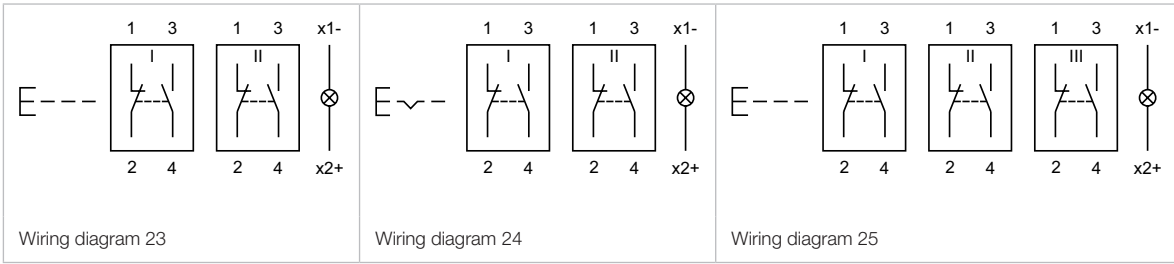 1 3 1 3 x1-
I II
2 4 2 4 x2+
Wiring diagram 23
1 3 1 3 x1-
I II
2 4 2 4 x2+
Wiring diagram 24
1 3 1 3 1 3 x1-
I II III
2 4 2 4 2 4 x2+
Wiring diagram 25